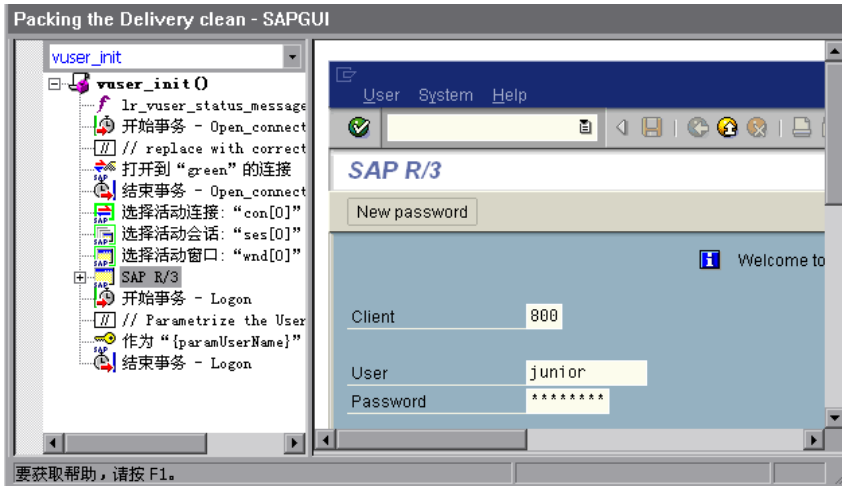 Packing the Delivery clean - SAPGUI
vuser_init
vuser_init()
lr_vuser_status_message
开始事务 - Open_connect
// replace with correct
打开到“green”的连接
结束事务 - Open_connect
选择活动连接:“con[0]”
选择活动会话:“ses[0]”
选择活动窗口:“wnd[0]”
SAP R/3
开始事务 - Logon
// Parametrize the User
作为“{paramUserName}”
结束事务 - Logon
User System Help
SAP R/3
New password
Welcome to
Client 800
User junior
Password ********
要获取帮助，请按 F1。